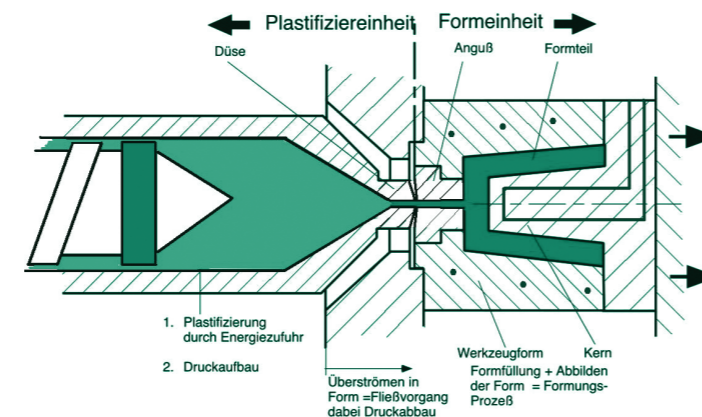 Plastifiziereinheit
Formeinheit
Düse
Anguß
Formteil
1. Plastifizierung
durch Energiezufuhr
2. Druckaufbau
Überströmen in
Form =Fließvorgang
dabei Druckabbau
Werkzeugform
Kern
Formfüllung + Abbilden
der Form = Formungs-
Prozeß